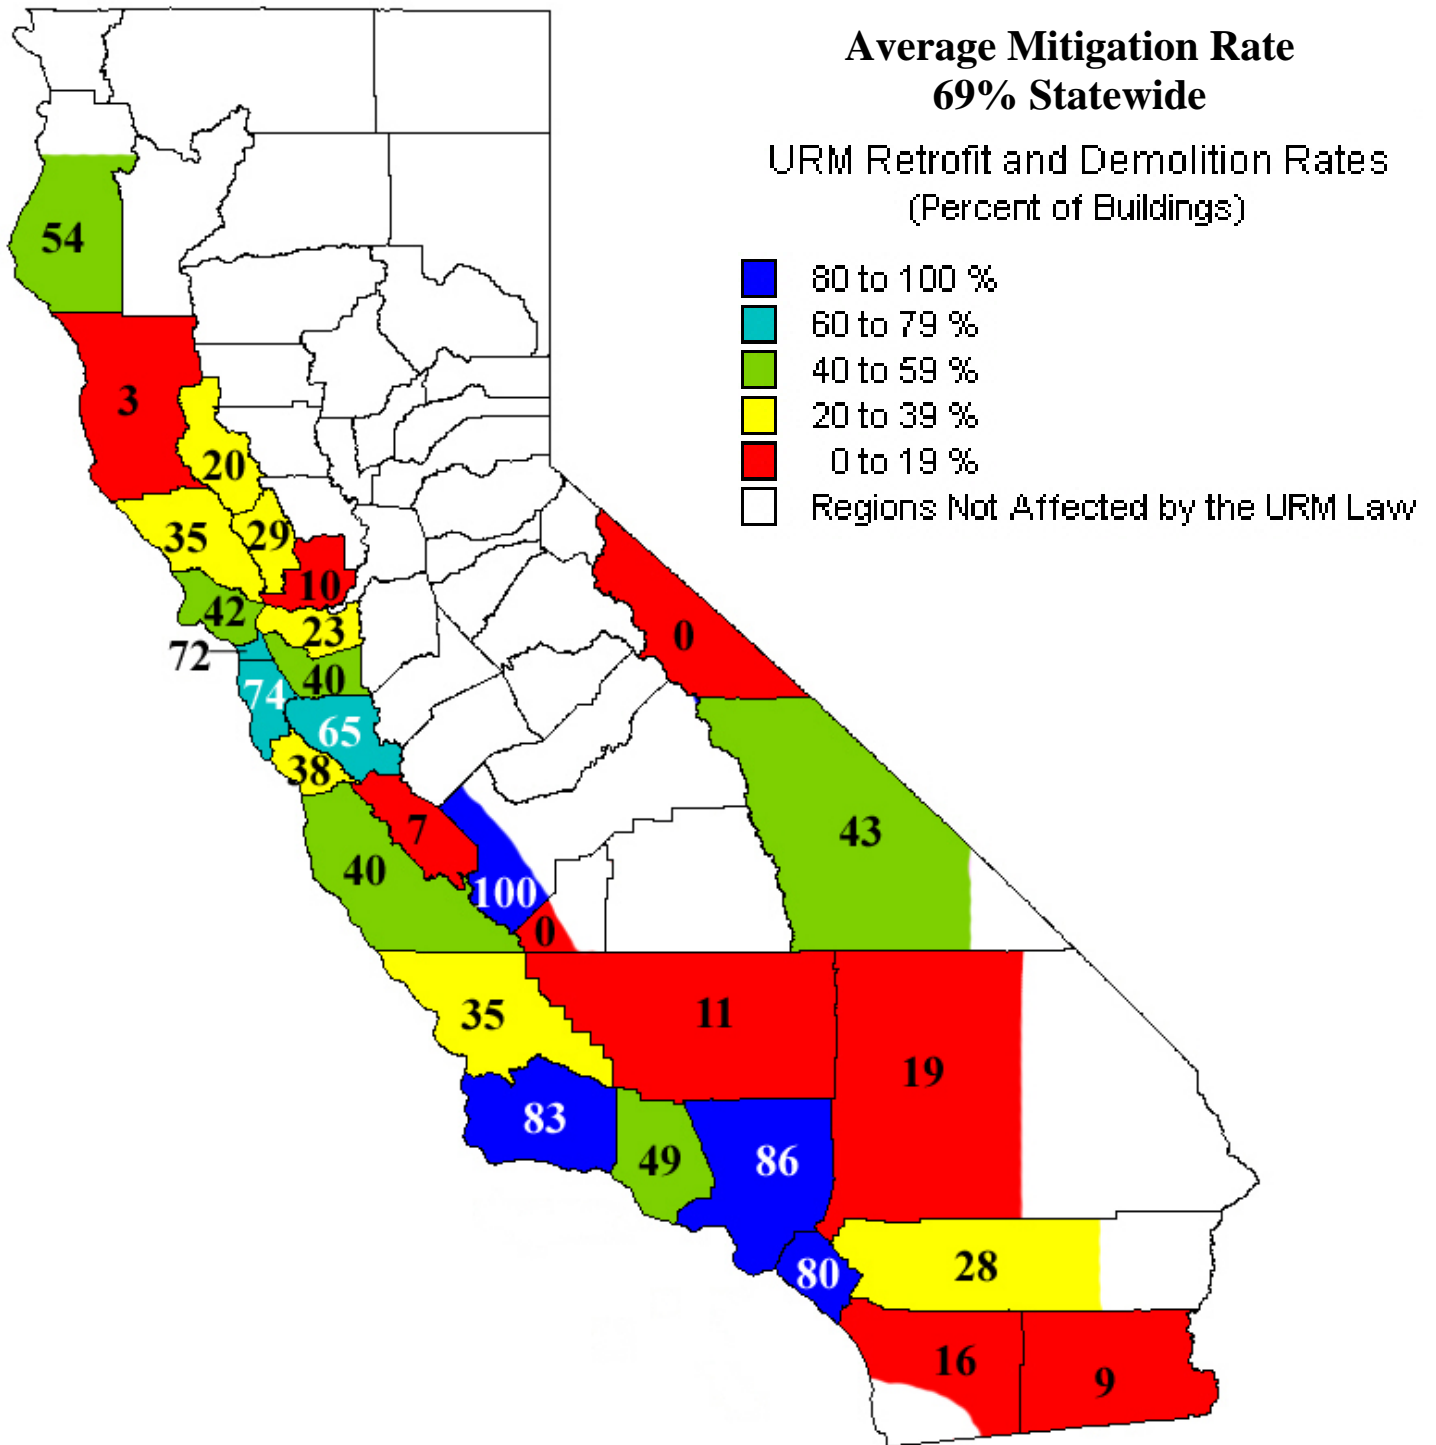 Average Mitigation Rate
69% Statewide
URM Retrofit and Demolition Rates
(Percent of Buildings)
80 to 100 %
60 to 79 %
40 to 59 %
20 to 39 %
0 to 19 %
Regions Not Affected by the URM Law
54
3
20
35
29
10
42
23
72
0
40
74
65
38
7
43
40
100
0
35
11
19
83
49
86
28
80
16
9